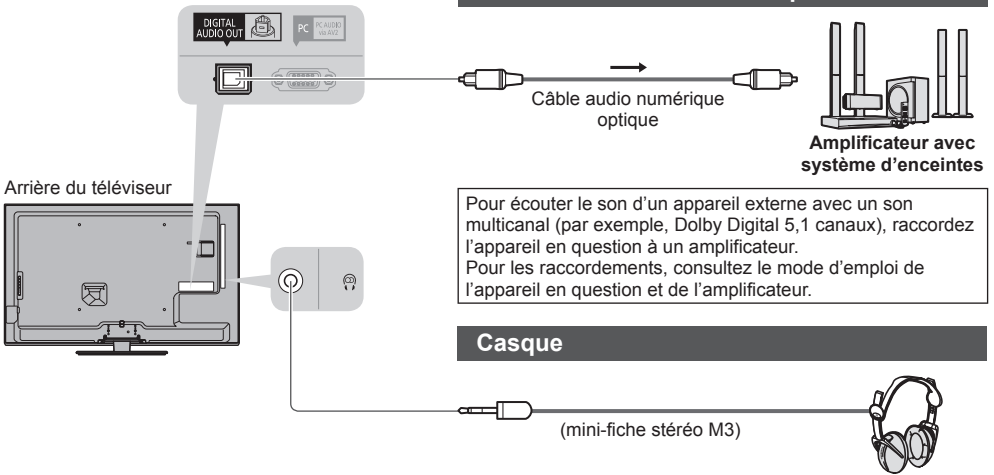 DIGITAL
AUDIO OUT
PC
PC AUDIO
via AV2
Câble audio numérique
optique
Amplificateur avec
système d’enceintes
Arrière du téléviseur
Pour écouter le son d’un appareil externe avec un son
multicanal (par exemple, Dolby Digital 5,1 canaux), raccordez
l’appareil en question à un amplificateur.
Pour les raccordements, consultez le mode d’emploi de
l’appareil en question et de l’amplificateur.
Casque
(mini-fiche stéréo M3)